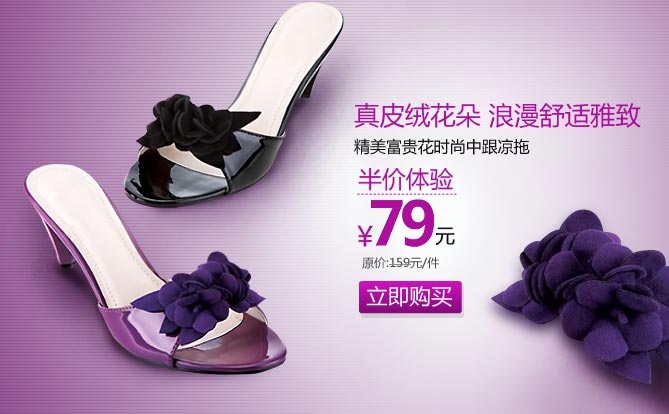 真皮绒花朵 浪漫舒适雅致
精美富贵花时尚中跟凉拖
半价体验
¥79元
原价:159元/件
立即购买